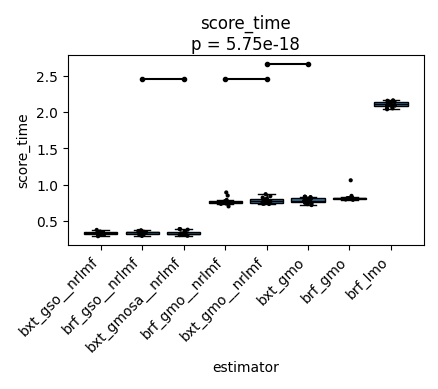 score_time
p = 5.75e-18
score_time
2.5
2.0
1.5
1.0
0.5
bxt_gso__nrlmf
brf_gso__nrlmf
bxt_gmosa__nrlmf
brf_gmo__nrlmf
bxt_gmo__nrlmf
bxt_gmo
brf_gmo
brf_lmo
estimator